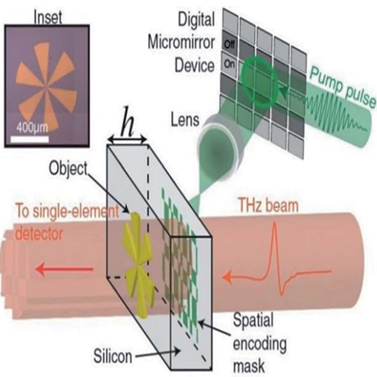 Inset
400µm
Digital
Micromirror
Device
Off
On
Pump pulse
Lens
h
Object
To single-element
detector
THz beam
Silicon
Spatial
encoding
mask